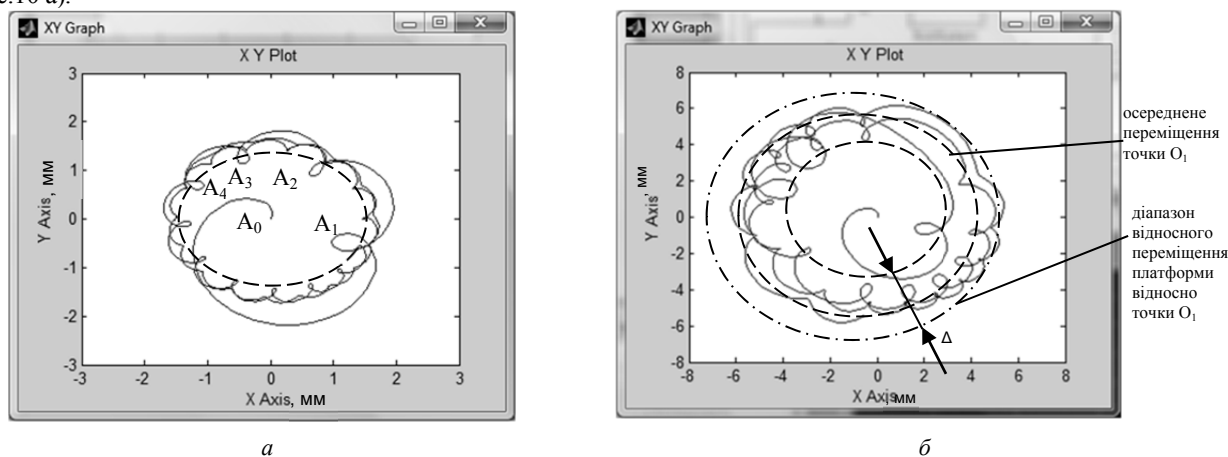 с.10 а).
XY Graph
X Y Plot
3
2
1
0
-1
-2
-3
Y Axis, мм
A4 A3 A2
A0 A1
-3 -2 -1 0 1 2 3
X Axis, мм
а
XY Graph
X Y Plot
8
6
4
2
0
-2
-4
-6
-8
Y Axis, мм
Δ
-8 -6 -4 -2 0 2 4 6 8
X Axis, мм
б
осереднене
переміщення
точки O1
діапазон
відносного
переміщення
платформи
відносно
точки O1